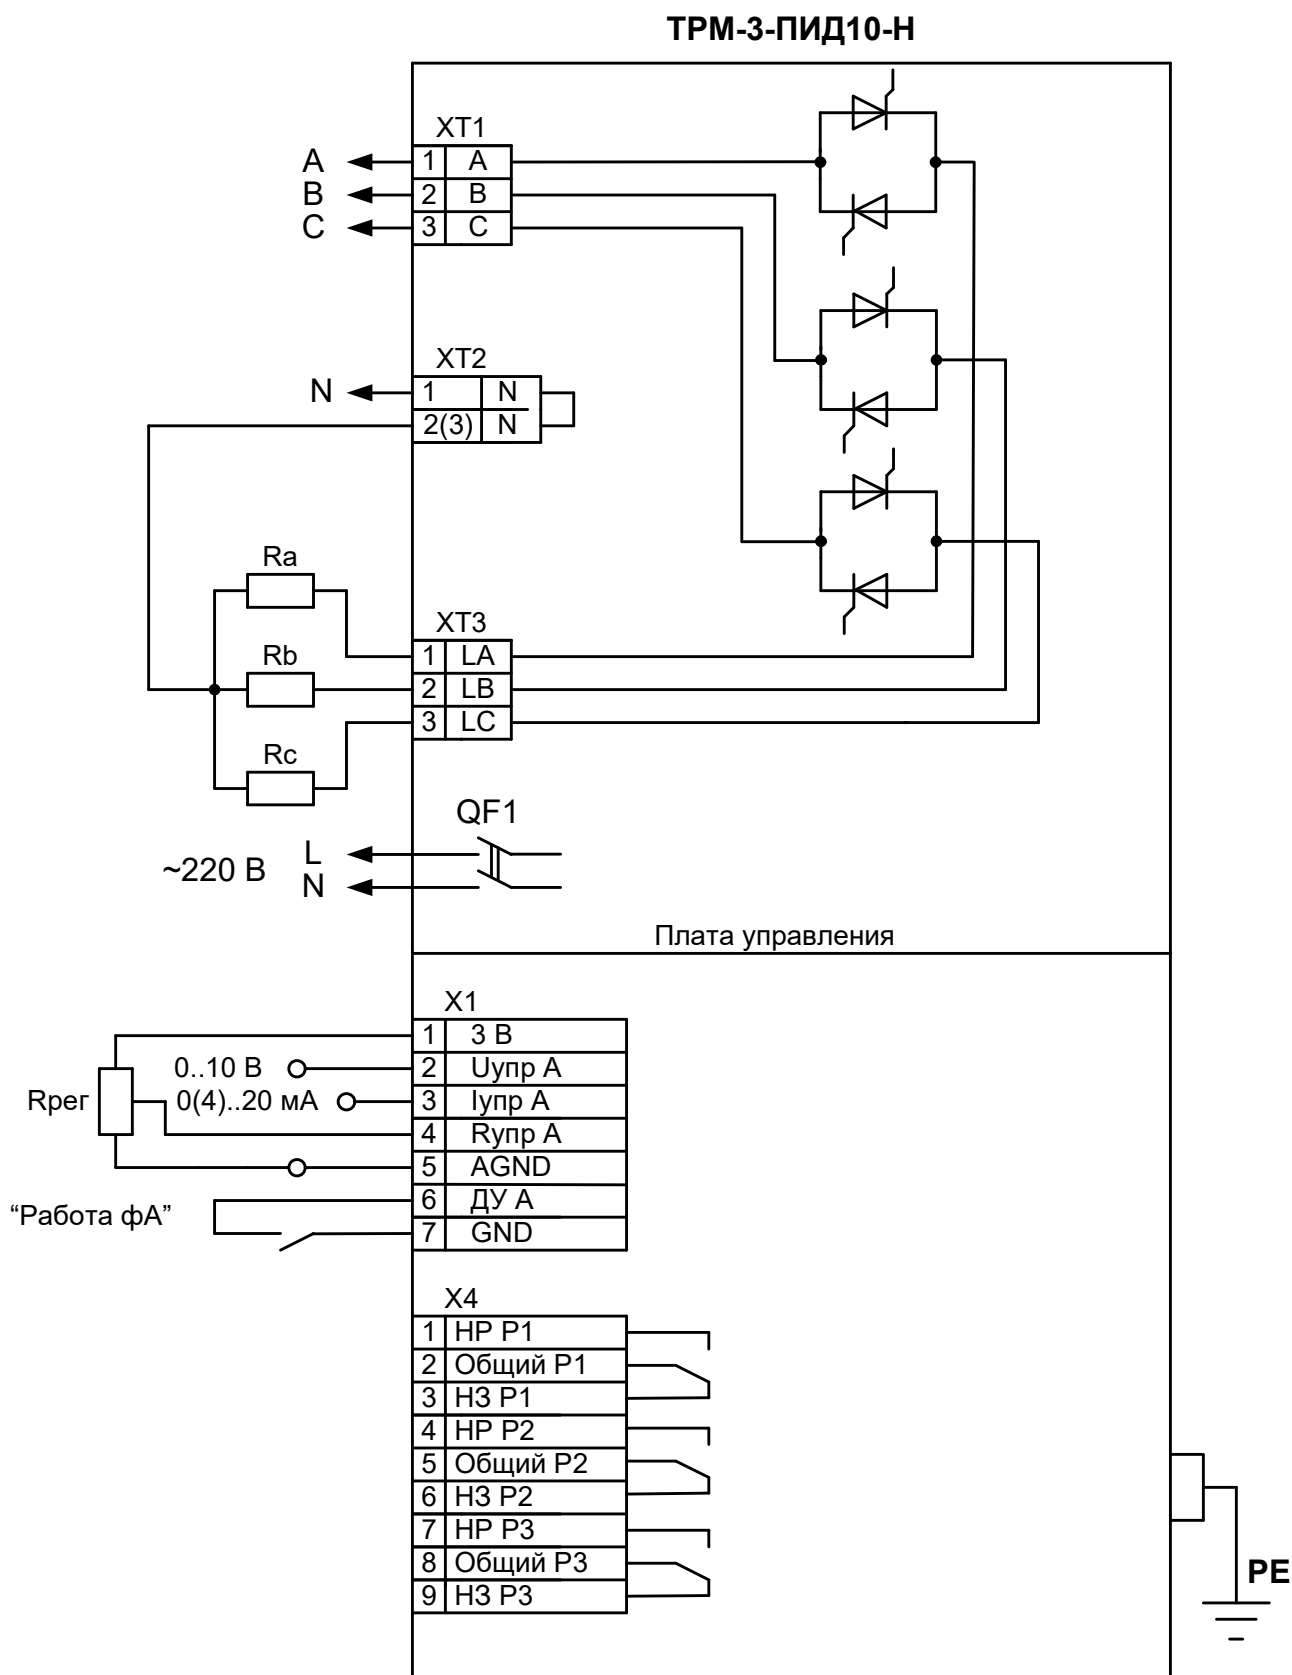 ТРМ-3-ПИД10-Н
XT1
A 1 A
B 2 B
C 3 C
XT2
N 1 N
2(3) N
Ra
XT3
Rb 1 LA
2 LB
3 LC
Rc
QF1
~220 В L
N
Плата управления
X1
1 3 В
0..10 В 2 Uупр А
Rрег 0(4)..20 мА 3 Iупр А
4 Rупр А
5 AGND
“Работа фА” 6 ДУ А
7 GND
X4
1 НР Р1
2 Общий Р1
3 НЗ Р1
4 НР Р2
5 Общий Р2
6 НЗ Р2
7 НР Р3
8 Общий Р3
9 НЗ Р3
PE